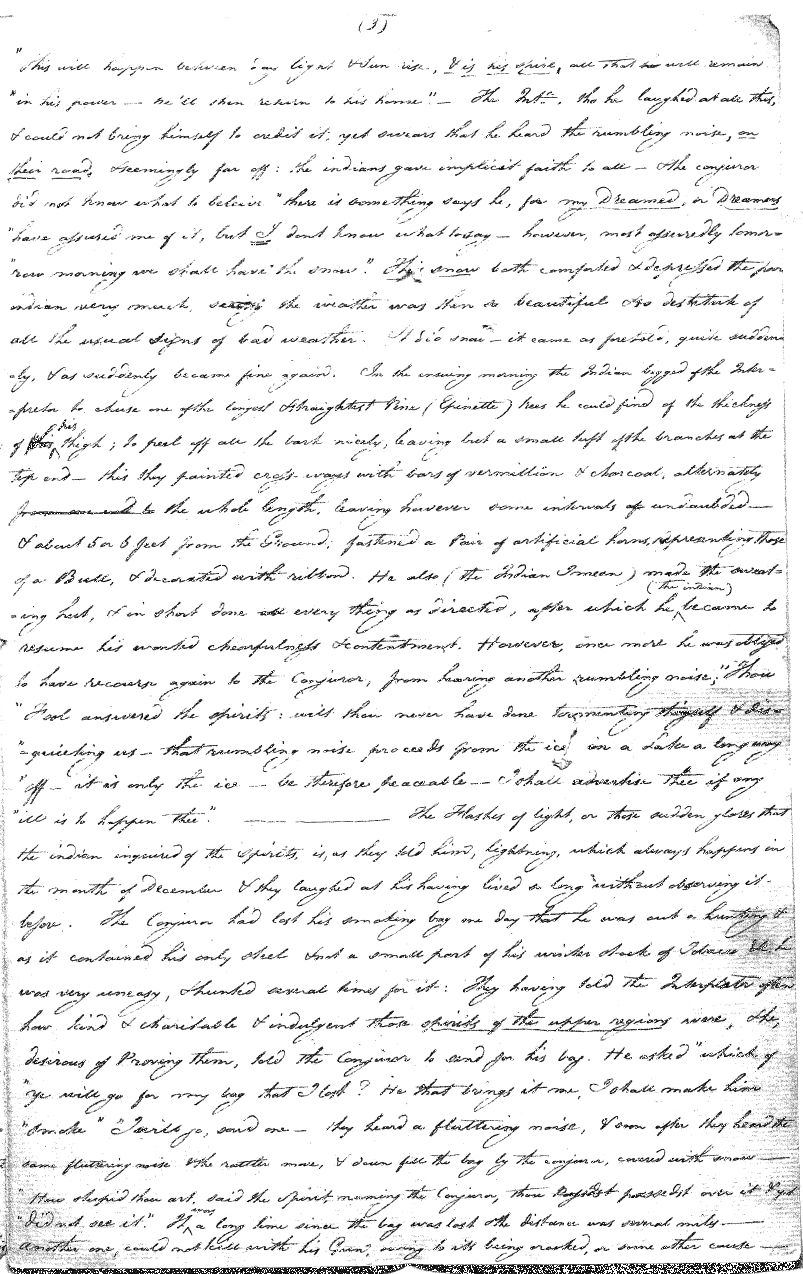 (3)
"This will happen between day light & Sun rise, & is his spirit, all that he will remain
"in his power — he'll then return to his home" — The Intr., tho he laughed at all this,
& could not bring himself to credit it, yet swears that he heard the rumbling noise, on
their road, & seemingly far off: the indians gave implicit faith to all — & the conjuror
did not know what to beleive "there is something says he, for my Dreamed, or Dreamers
"have assured me of it, but I dont know what to say — however, most assuredly tomor=
"row morning we shall have the snow". This snow both comforted & depressed the poor
indian very much, seeing the weather was then so beautiful & so destitute of
all the usual signs of bad weather. It did snow — it came as foretold, quite sudden
=ly, & as suddenly became fine again. In the ensuing morning the Indian begged of the Inter=
=preter to chuse one of the longest & straightest Pine (Epinette) trees he could find of the thickness
of his thigh; to peel off all the bark nicely, leaving but a small tuft of the branches at the
top end — this they painted cross-ways with bars of vermillion & charcoal, alternately
the whole length, leaving however some intervals undaubed —
& about 5 or 6 feet from the Ground; fastened a Pair of artificial horns, representing those
of a Bull, & decorated with ribbon. He also (the Indian I mean) made the sweat=
=ing hut, & in short done every thing as directed, after which he (the indian) became to
resume his wonted chearfulness & contentment. However, once more he was obliged
to have recourse again to the Conjuror, from hearing another rumbling noise, "Thou
"Fool answered the spirits: wilt thou never have done tormenting thyself & dis=
"=quieting us — that rumbling noise proceeds from the ice in a Lake a long way
"off — it is only the ice — be therefore peaceable — I shall advertise thee if any
"ill is to happen thee". —— The Flashes of light, or those sudden glares that
the indian inquired of the Spirits, is, as they told him, lightning, which always happens in
the month of December & they laughed at his having lived so long without observing it
before. The Conjuror had lost his smoking bag one day that he was out a hunting &
as it contained his only steel & not a small part of his winter stock of Tobacco he
was very uneasy, & hunted several times for it: They having told the Interpreter often
how kind & charitable & indulgent those spirits of the upper regions were, & he,
desirous of Proving them, told the Conjuror to send for his bag. He asked "which of
"ye will go for my bag that I lost? He that brings it me, I shall make him
"Smoke" "I will go, said one — they heard a fluttering noise, & soon after they heard the
same fluttering noise & the rattler move, & down fell the bag by the conjuror, covered with snow —
"How stupid thou art, said the Spirit, naming the Conjuror, thou passedst over it & yet
"did not see it". It was a long time since the bag was lost & the distance was several miles —
Another one, could not kill with his Gun, owing to its being crooked, or some other cause —